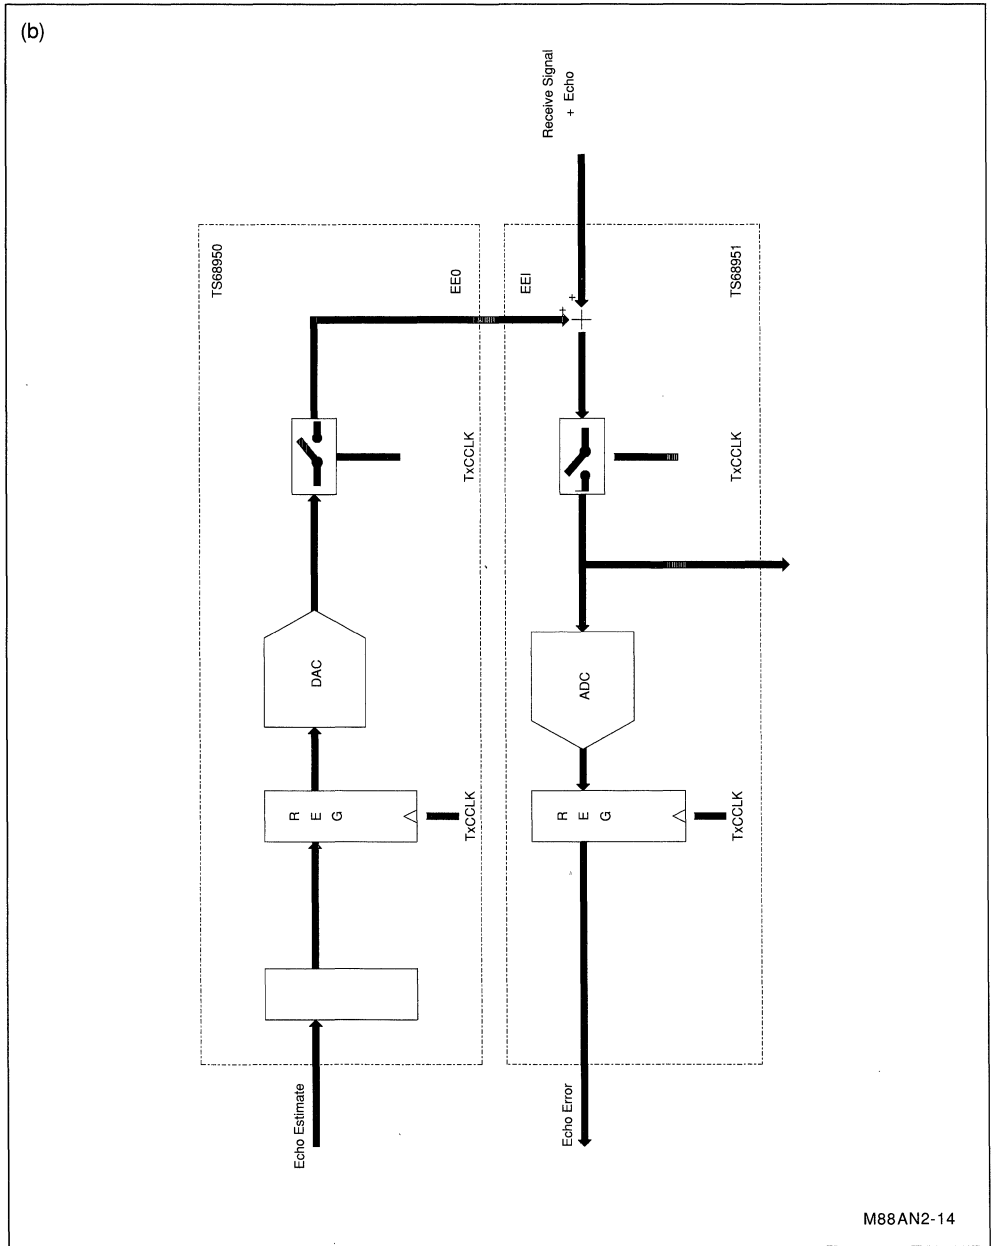 (b)
Receive Signal
+ Echo
TS68950
EE0
EEI
TS68951
+
+
TxCCLK
TxCCLK
DAC
ADC
R E G
TxCCLK
R E G
TxCCLK
Echo Estimate
Echo Error
M88AN2-14